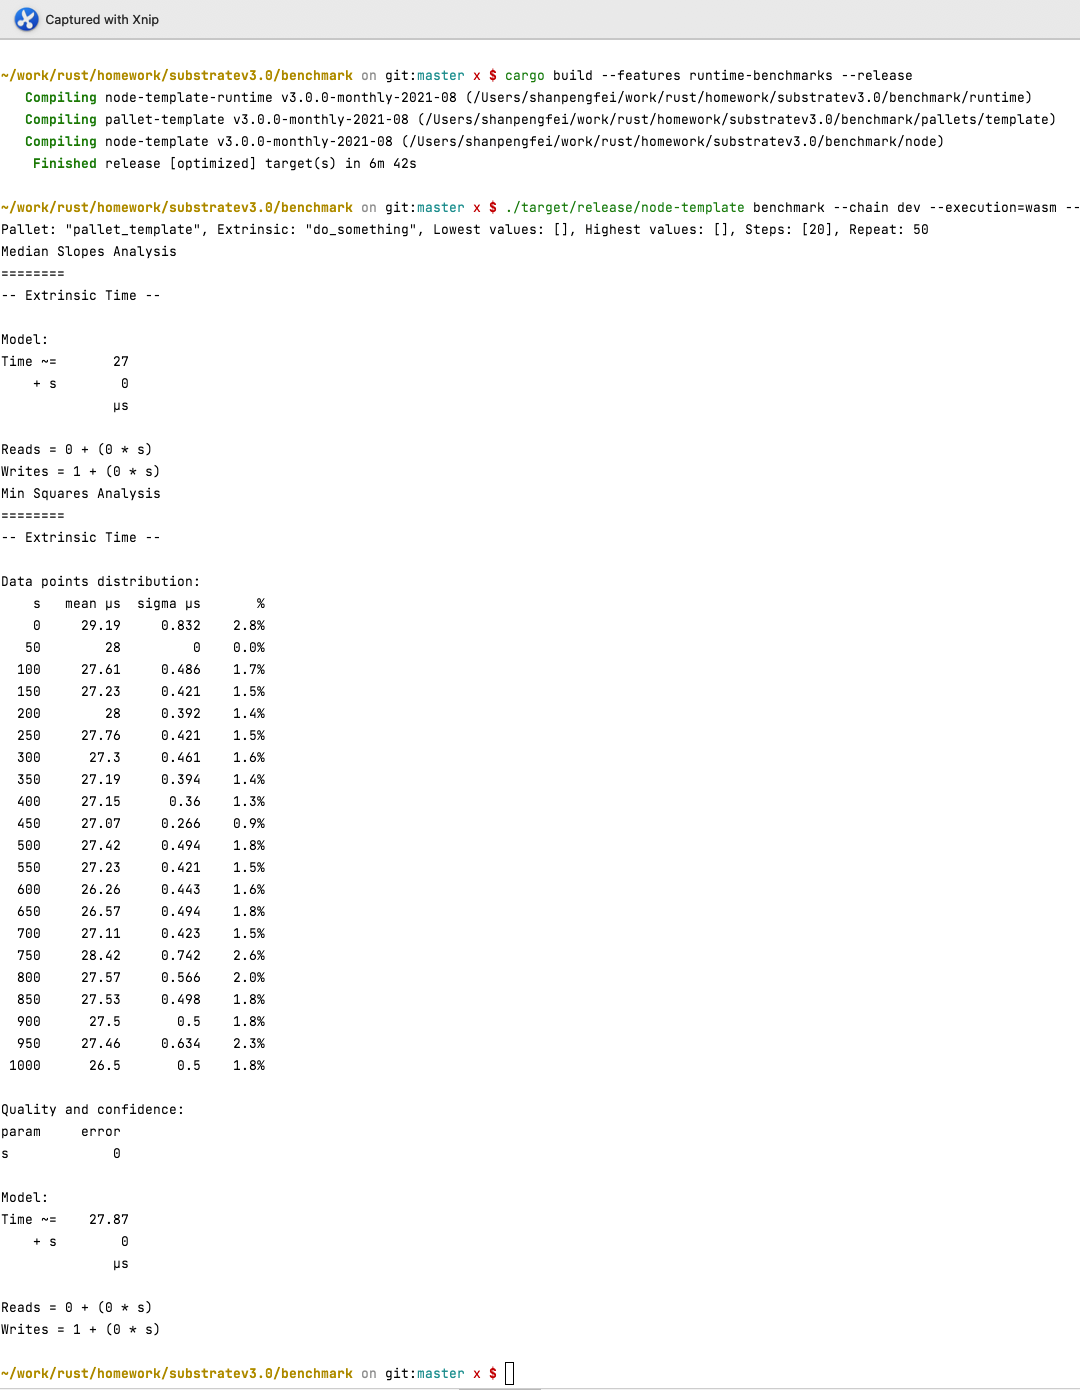 Captured with Xnip
~/work/rust/homework/substratev3.0/benchmark on git:master x $ cargo build --features runtime-benchmarks --release
Compiling node-template-runtime v3.0.0-monthly-2021-08 (/Users/shanpengfei/work/rust/homework/substratev3.0/benchmark/runtime)
Compiling pallet-template v3.0.0-monthly-2021-08 (/Users/shanpengfei/work/rust/homework/substratev3.0/benchmark/pallets/template)
Compiling node-template v3.0.0-monthly-2021-08 (/Users/shanpengfei/work/rust/homework/substratev3.0/benchmark/node)
Finished release [optimized] target(s) in 6m 42s
~/work/rust/homework/substratev3.0/benchmark on git:master x $ ./target/release/node-template benchmark --chain dev --execution=wasm --
Pallet: "pallet_template", Extrinsic: "do_something", Lowest values: [], Highest values: [], Steps: [20], Repeat: 50
Median Slopes Analysis
========
-- Extrinsic Time --
Model:
Time ~= 27
+ s 0
µs
Reads = 0 + (0 * s)
Writes = 1 + (0 * s)
Min Squares Analysis
========
-- Extrinsic Time --
Data points distribution:
s mean µs sigma µs %
0 29.19 0.832 2.8%
50 28 0 0.0%
100 27.61 0.486 1.7%
150 27.23 0.421 1.5%
200 28 0.392 1.4%
250 27.76 0.421 1.5%
300 27.3 0.461 1.6%
350 27.19 0.394 1.4%
400 27.15 0.36 1.3%
450 27.07 0.266 0.9%
500 27.42 0.494 1.8%
550 27.23 0.421 1.5%
600 26.26 0.443 1.6%
650 26.57 0.494 1.8%
700 27.11 0.423 1.5%
750 28.42 0.742 2.6%
800 27.57 0.566 2.0%
850 27.53 0.498 1.8%
900 27.5 0.5 1.8%
950 27.46 0.634 2.3%
1000 26.5 0.5 1.8%
Quality and confidence:
param error
s 0
Model:
Time ~= 27.87
+ s 0
µs
Reads = 0 + (0 * s)
Writes = 1 + (0 * s)
~/work/rust/homework/substratev3.0/benchmark on git:master x $